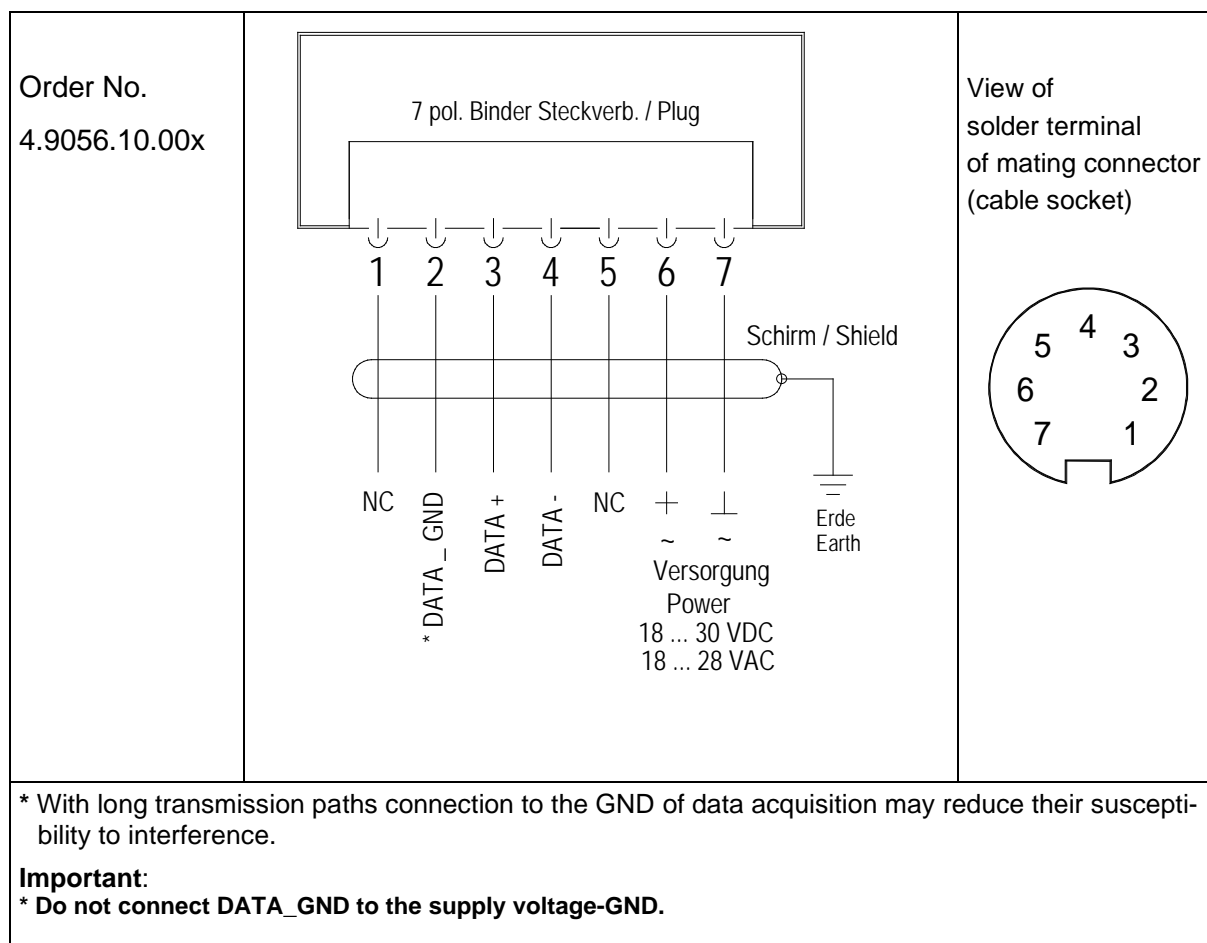 Order No.
4.9056.10.00x
7 pol. Binder Steckverb. / Plug
1 2 3 4 5 6 7
Schirm / Shield
NC
* DATA _ GND
DATA +
DATA -
NC
+
⊥
~ ~
Versorgung
Power
18 ... 30 VDC
18 ... 28 VAC
Erde
Earth
View of
solder terminal
of mating connector
(cable socket)
5 4 3
6 2
7 1
* With long transmission paths connection to the GND of data acquisition may reduce their suscepti-
bility to interference.
Important:
* Do not connect DATA_GND to the supply voltage-GND.